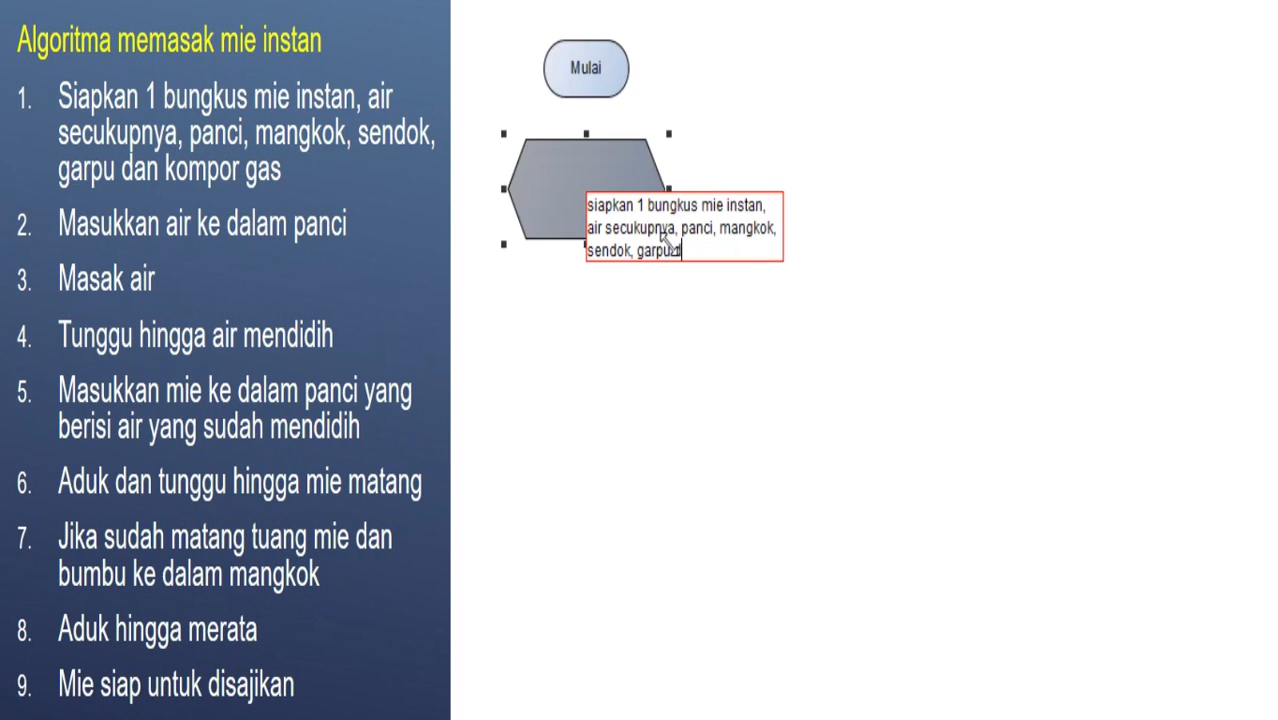 Algoritma memasak mie instan
1. Siapkan 1 bungkus mie instan, air
secukupnya, panci, mangkok, sendok,
garpu dan kompor gas
2. Masukkan air ke dalam panci
3. Masak air
4. Tunggu hingga air mendidih
5. Masukkan mie ke dalam panci yang
berisi air yang sudah mendidih
6. Aduk dan tunggu hingga mie matang
7. Jika sudah matang tuang mie dan
bumbu ke dalam mangkok
8. Aduk hingga merata
9. Mie siap untuk disajikan
Mulai
siapkan 1 bungkus mie instan,
air secukupnya, panci, mangkok,
sendok, garpu d